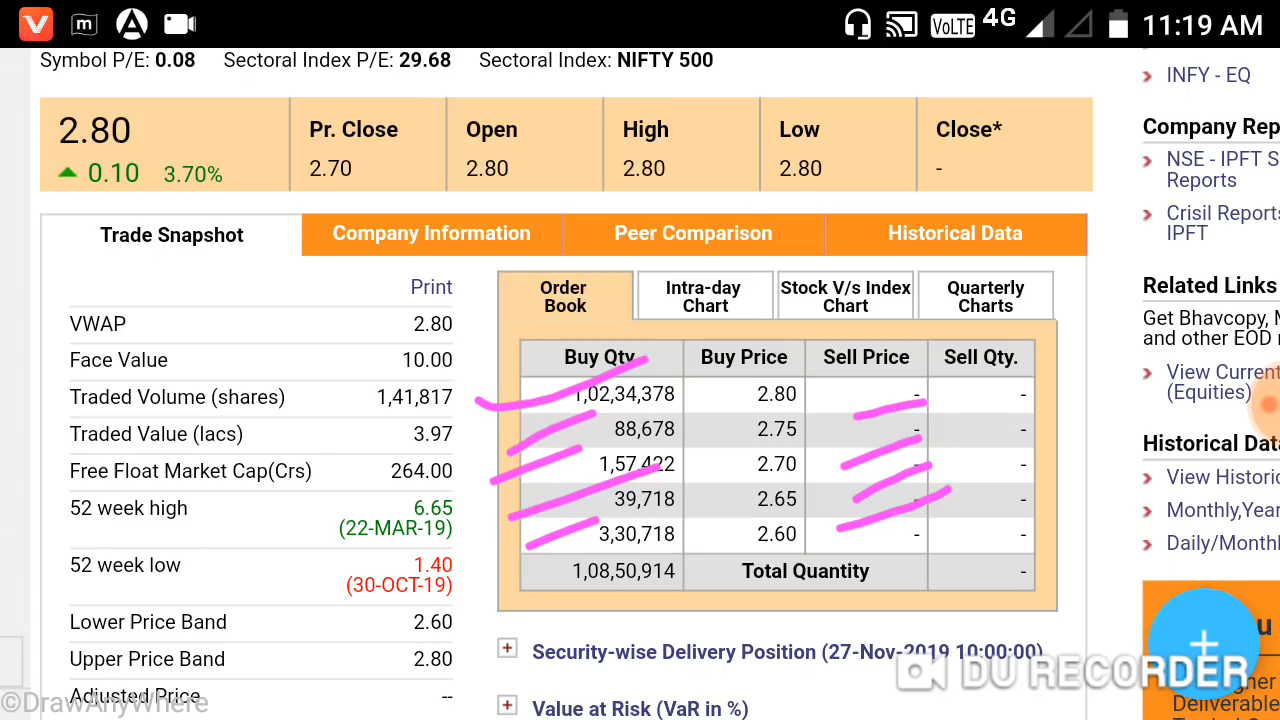 m A VoLTE 4G 11:19 AM
Symbol P/E: 0.08 Sectoral Index P/E: 29.68 Sectoral Index: NIFTY 500
INFY - EQ
2.80 Pr. Close Open High Low Close*
0.10 3.70% 2.70 2.80 2.80 2.80 -
Company Rep
NSE - IPFT S
Reports
Crisil Reports
IPFT
Trade Snapshot Company Information Peer Comparison Historical Data
Print
VWAP 2.80
Face Value 10.00
Traded Volume (shares) 1,41,817
Traded Value (lacs) 3.97
Free Float Market Cap(Crs) 264.00
52 week high 6.65
(22-MAR-19)
52 week low 1.40
(30-OCT-19)
Lower Price Band 2.60
Upper Price Band 2.80
Adjusted Price --
Order Book Intra-day Chart Stock V/s Index Chart Quarterly Charts
Buy Qty. Buy Price Sell Price Sell Qty.
1,02,34,378 2.80 - -
88,678 2.75 - -
1,57,422 2.70 - -
39,718 2.65 - -
3,30,718 2.60 - -
1,08,50,914 Total Quantity -
Security-wise Delivery Position (27-Nov-2019 10:00:00)
Value at Risk (VaR in %)
Related Links
Get Bhavcopy, M
and other EOD r
View Current
(Equities)
Historical Data
View Historic
Monthly,Year
Daily/Monthl
u
gher
Deliverable
©DrawAnyWhere
DU RECORDER